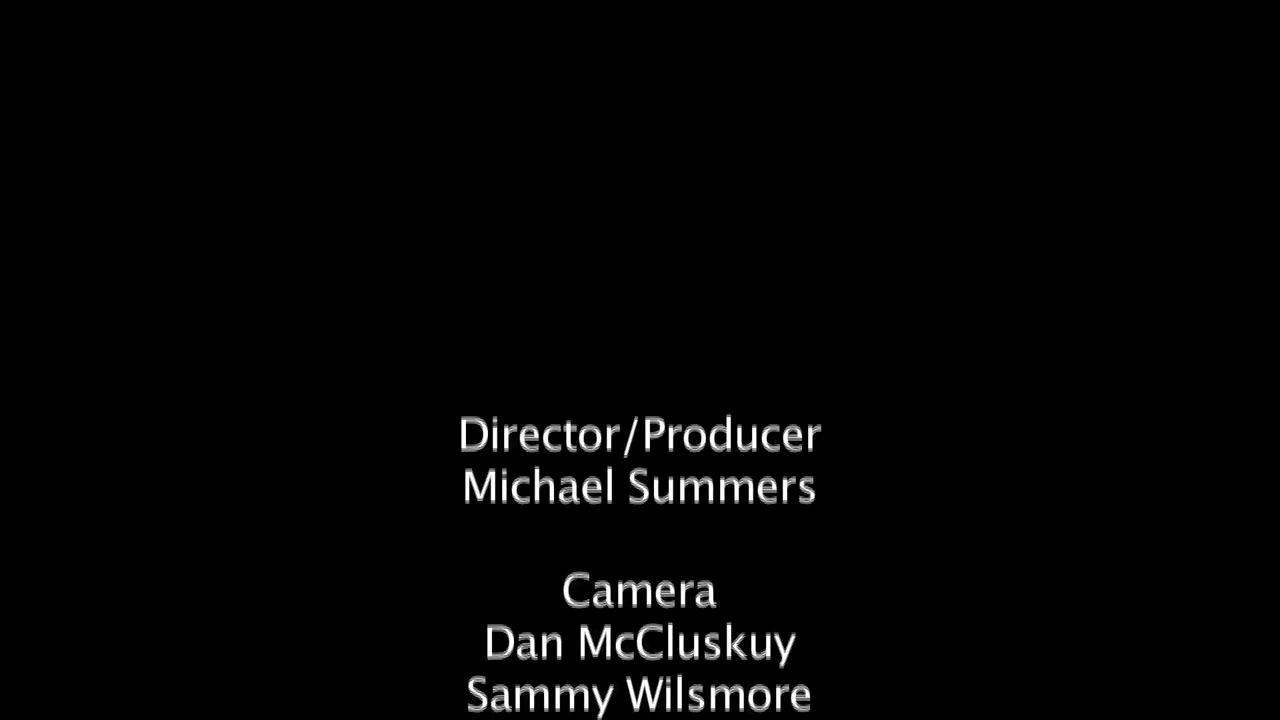 Director/Producer
Michael Summers
Camera
Dan McCluskuy
Sammy Wilsmore